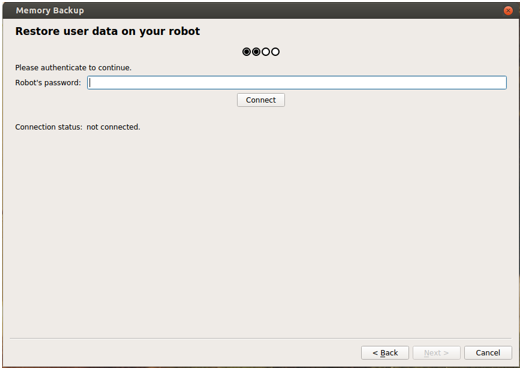 Memory Backup
Restore user data on your robot
Please authenticate to continue.
Robot's password:
Connect
Connection status: not connected.
< Back Next > Cancel